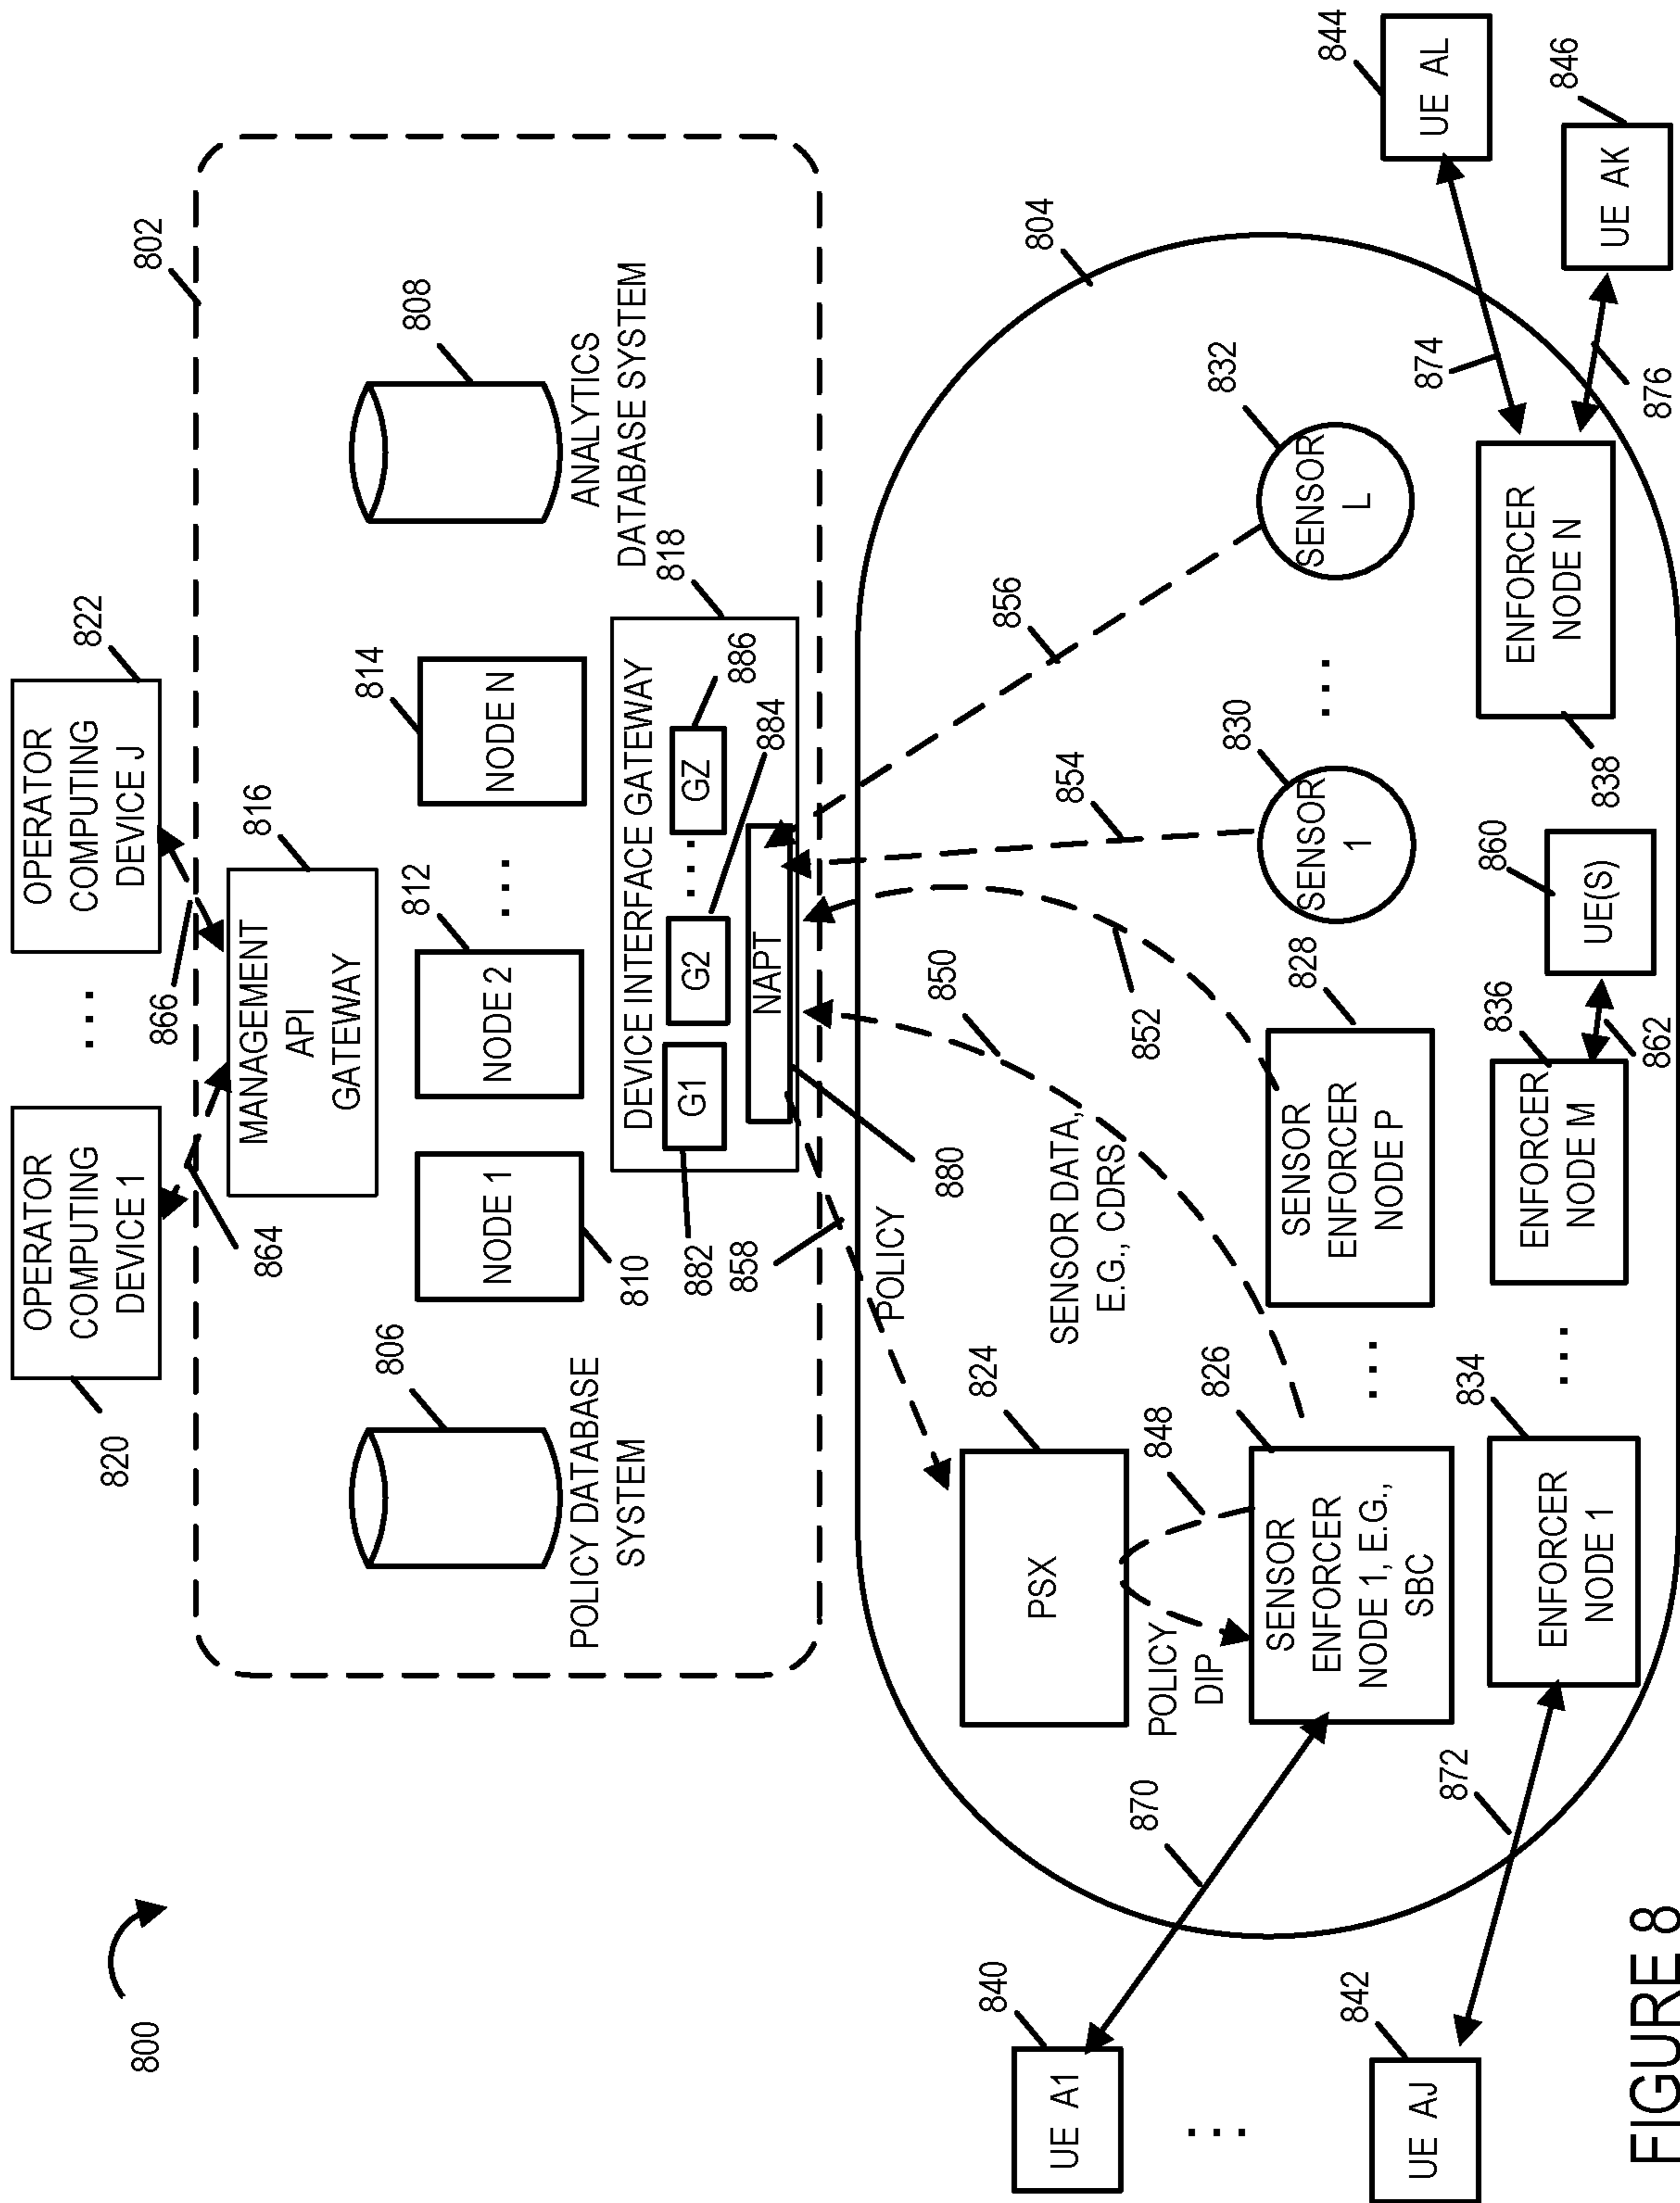 800
OPERATOR
COMPUTING
DEVICE 1
820
...
OPERATOR
COMPUTING
DEVICE J
822
864
866
802
MANAGEMENT
API
GATEWAY
816
806
POLICY DATABASE
SYSTEM
NODE 1
810
NODE 2
812
...
NODE N
814
808
ANALYTICS
DATABASE SYSTEM
818
DEVICE INTERFACE GATEWAY
G1
882
G2
884
...
GZ
886
NAPT
880
858
POLICY
804
PSX
824
848
POLICY
DIP
SENSOR
ENFORCER
NODE 1, E.G.,
SBC
826
SENSOR DATA,
E.G., CDRS
850
852
...
SENSOR
ENFORCER
NODE P
828
854
SENSOR
1
830
...
856
SENSOR
L
832
ENFORCER
NODE 1
834
...
ENFORCER
NODE M
836
862
UE(S)
860
ENFORCER
NODE N
838
874
876
UE AL
844
UE AK
846
870
872
UE A1
840
...
UE AJ
842
FIGURE 8